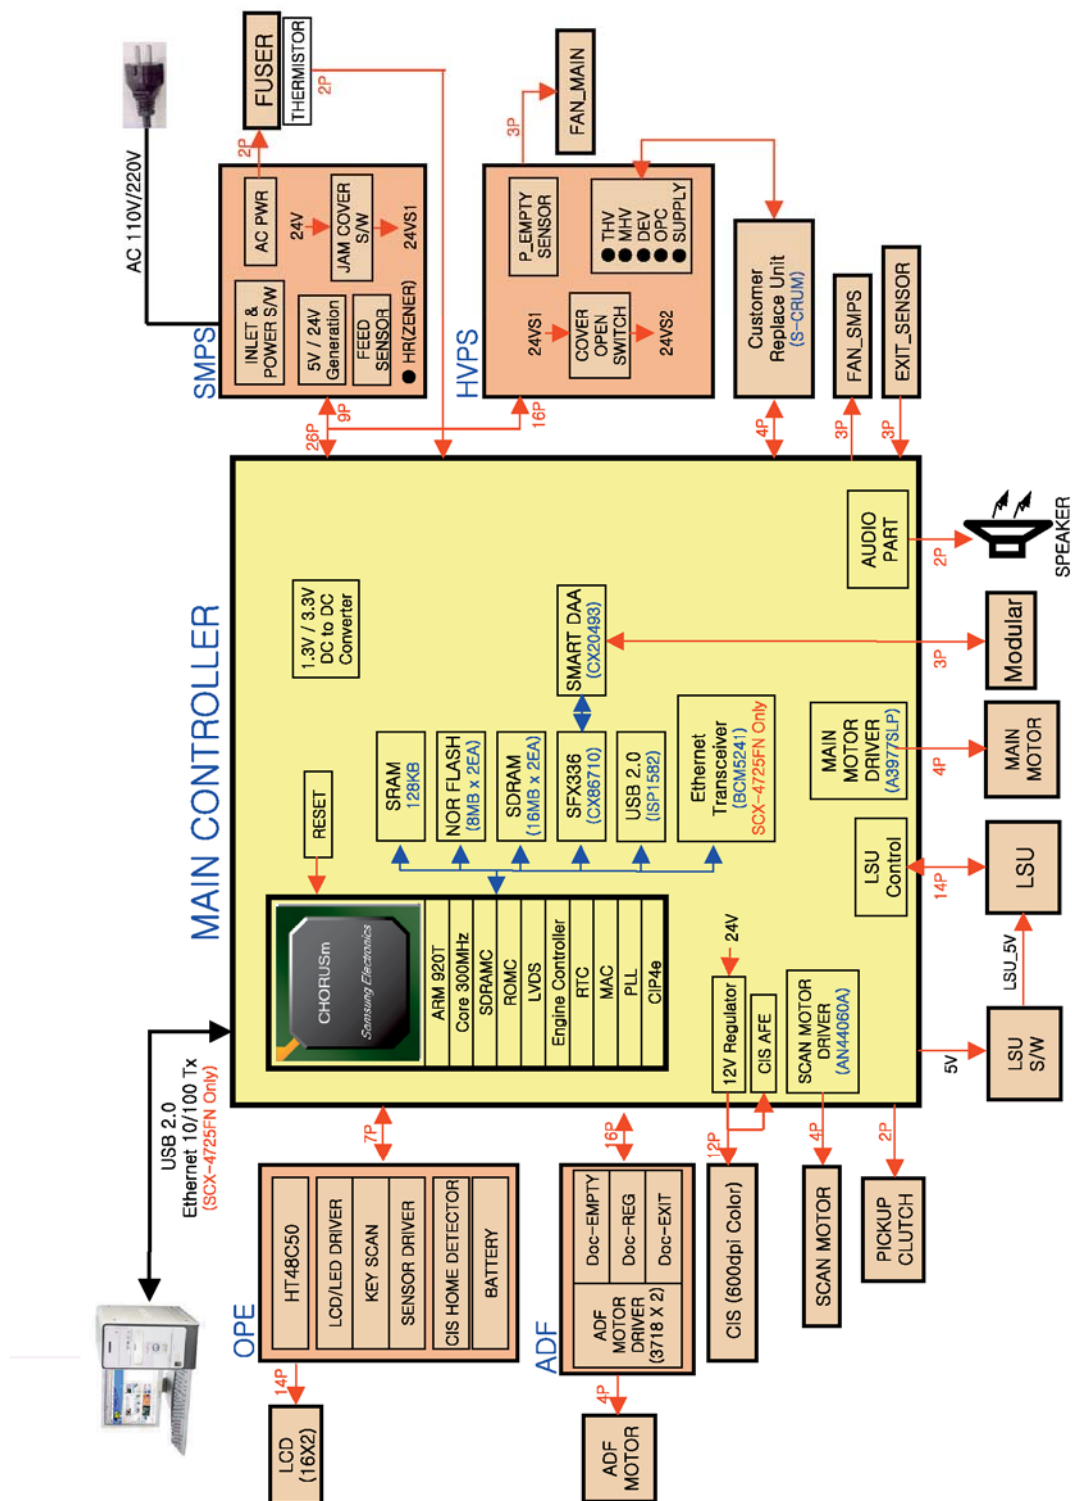 USB 2.0
Ethernet 10/100 Tx
(SCX-4725FN Only)
MAIN CONTROLLER
SMPS
AC 110V/220V
INLET &
POWER S/W
AC PWR
5V / 24V
Generation
24V
JAM COVER
S/W
24VS1
FEED
SENSOR
● HR(ZENER)
2P
FUSER
THERMISTOR
2P
26P
9P
16P
HVPS
P_EMPTY
SENSOR
24VS1
COVER
OPEN
SWITCH
24VS2
● THV
● MHV
● DEV
● OPC
● SUPPLY
3P
FAN_MAIN
Customer
Replace Unit
(S-CRUM)
4P
FAN_SMPS
3P
EXIT_SENSOR
3P
OPE
HT48C50
LCD/LED DRIVER
KEY SCAN
SENSOR DRIVER
CIS HOME DETECTOR
BATTERY
7P
14P
LCD
(16X2)
ADF
ADF
MOTOR
DRIVER
(3718 X 2)
Doc-EMPTY
Doc-REG
Doc-EXIT
16P
4P
ADF
MOTOR
CHORUSm
Samsung Electronics
ARM 920T
Core 300MHz
SDRAMC
ROMC
LVDS
Engine Controller
RTC
MAC
PLL
CIP4e
RESET
1.3V / 3.3V
DC to DC
Converter
SRAM
128KB
NOR FLASH
(8MB x 2EA)
SDRAM
(16MB x 2EA)
SFX336
(CX86710)
USB 2.0
(ISP1582)
Ethernet
Transceiver
(BCM5241)
SCX-4725FN Only
SMART DAA
(CX20493)
12V Regulator
24V
CIS AFE
12P
CIS (600dpi Color)
SCAN MOTOR
DRIVER
(AN44060A)
4P
SCAN MOTOR
2P
PICKUP
CLUTCH
LSU
Control
14P
LSU
LSU_5V
5V
LSU
S/W
MAIN
MOTOR
DRIVER
(A3977SLP)
4P
MAIN
MOTOR
3P
Modular
AUDIO
PART
2P
SPEAKER